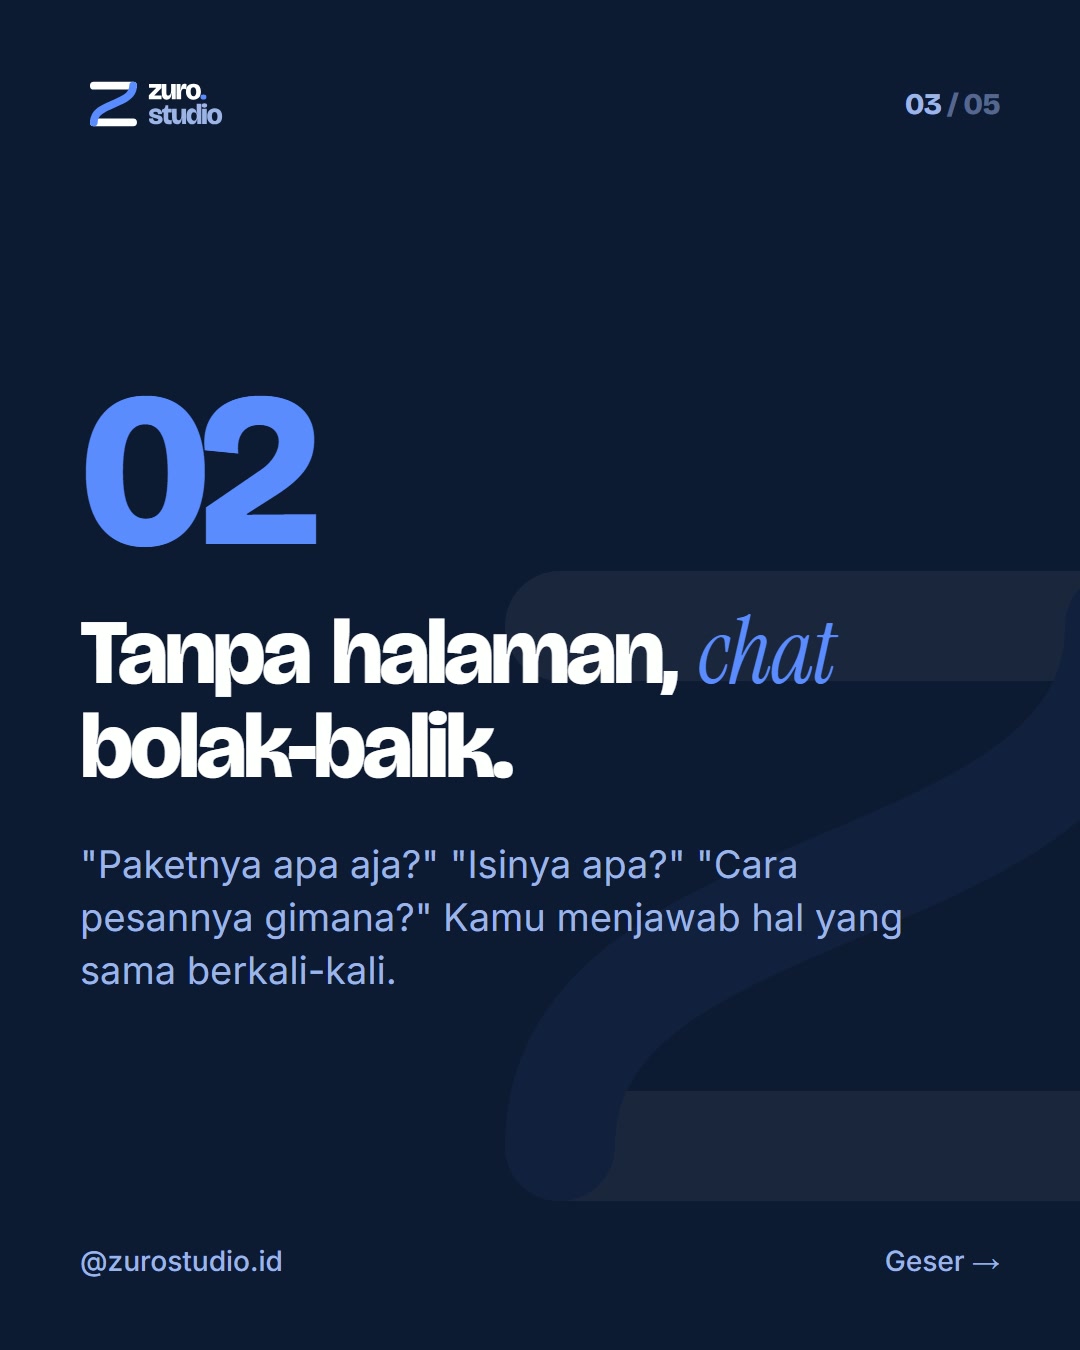 zuro.
studio
03 / 05
02
Tanpa halaman, chat
bolak-balik.
"Paketnya apa aja?" "Isinya apa?" "Cara
pesannya gimana?" Kamu menjawab hal yang
sama berkali-kali.
@zurostudio.id
Geser →